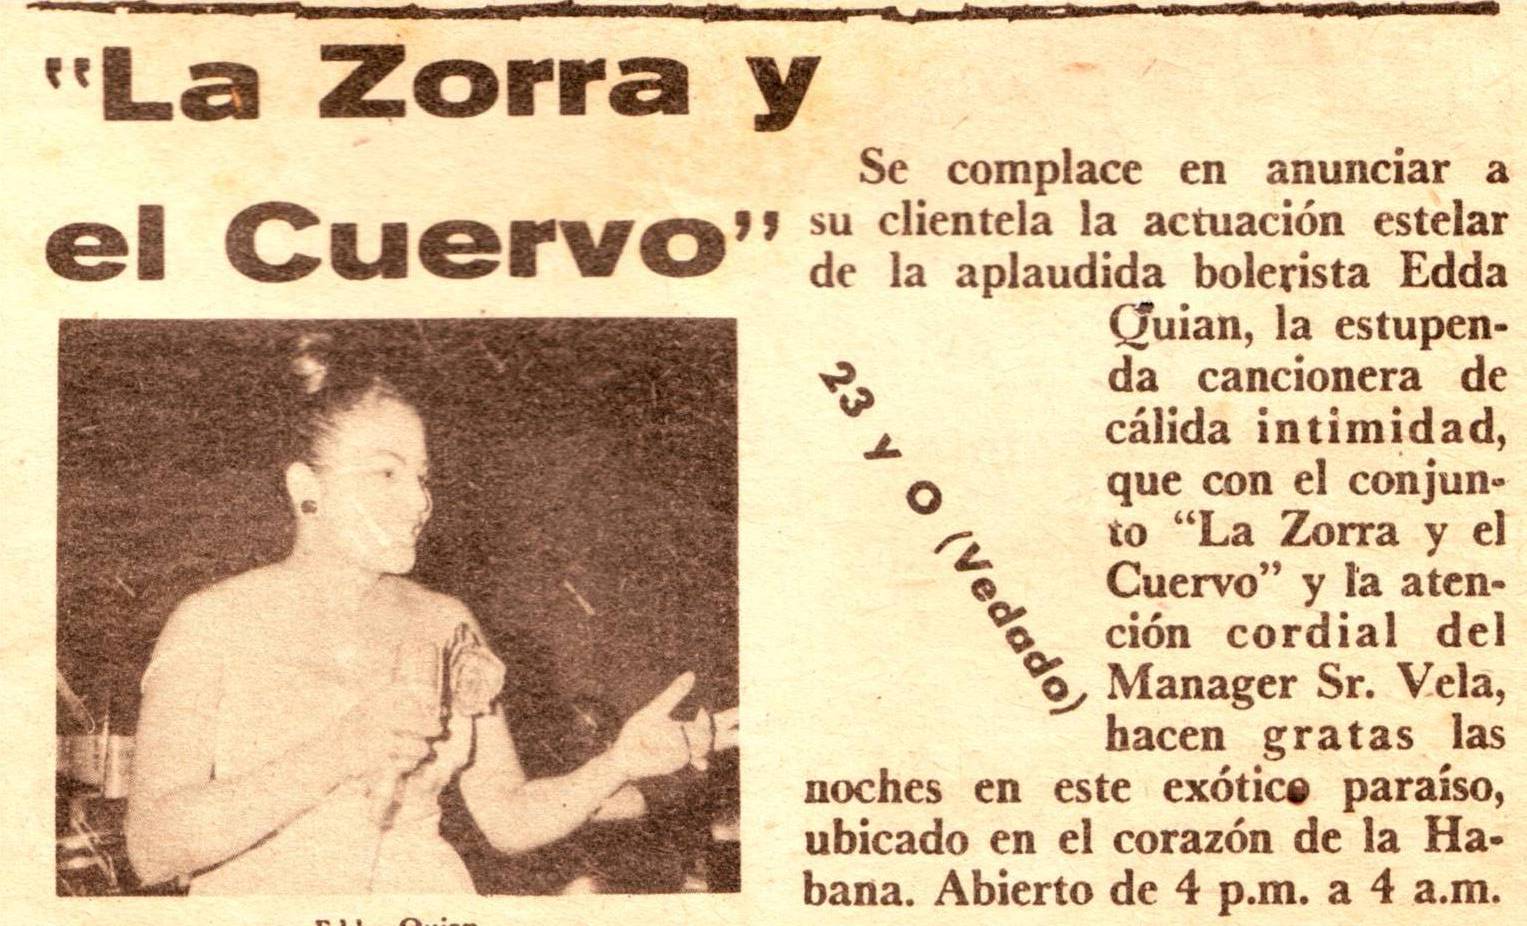 "La Zorra y
el Cuervo"
Se complace en anunciar a
su clientela la actuación estelar
de la aplaudida bolerista Edda
Quian, la estupen-
da cancionera de
cálida intimidad,
que con el conjun-
to "La Zorra y el
Cuervo" y la aten-
ción cordial del
Manager Sr. Vela,
hacen gratas las
noches en este exótico paraíso,
ubicado en el corazón de la Ha-
bana. Abierto de 4 p.m. a 4 a.m.
23 y O (Vedado)
Edda Quian